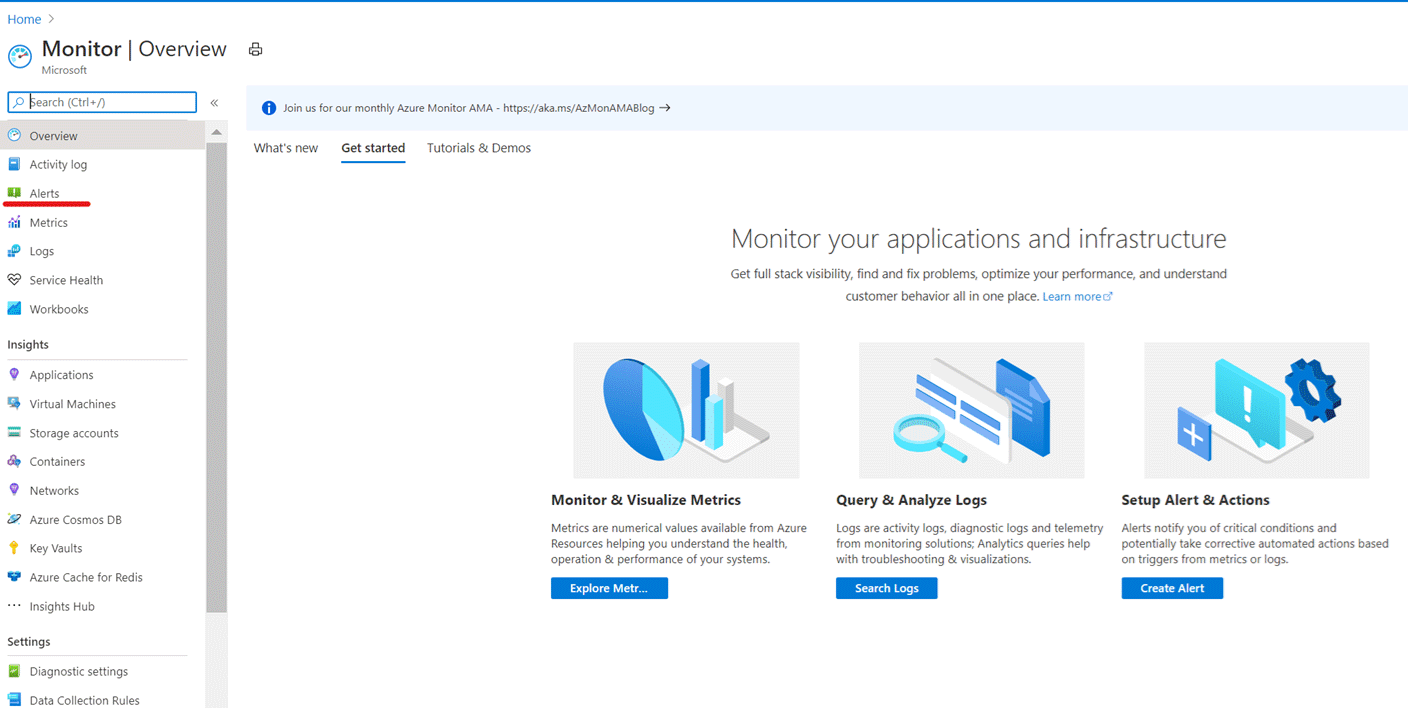 Home >
Monitor | Overview
Microsoft
Search (Ctrl+/)
«
Overview
Activity log
Alerts
Metrics
Logs
Service Health
Workbooks
Insights
Applications
Virtual Machines
Storage accounts
Containers
Networks
Azure Cosmos DB
Key Vaults
Azure Cache for Redis
Insights Hub
Settings
Diagnostic settings
Data Collection Rules
Join us for our monthly Azure Monitor AMA - https://aka.ms/AzMonAMABlog →
What's new Get started Tutorials & Demos
Monitor your applications and infrastructure
Get full stack visibility, find and fix problems, optimize your performance, and understand
customer behavior all in one place. Learn more
Monitor & Visualize Metrics
Metrics are numerical values available from Azure
Resources helping you understand the health,
operation & performance of your systems.
Explore Metr...
Query & Analyze Logs
Logs are activity logs, diagnostic logs and telemetry
from monitoring solutions; Analytics queries help
with troubleshooting & visualizations.
Search Logs
Setup Alert & Actions
Alerts notify you of critical conditions and
potentially take corrective automated actions based
on triggers from metrics or logs.
Create Alert